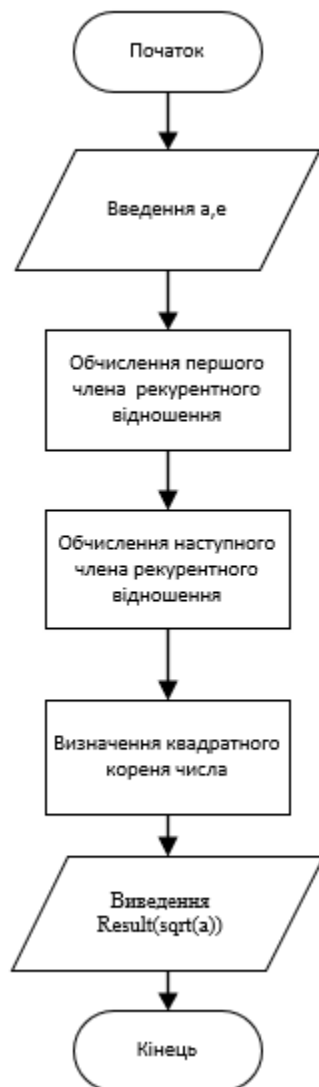 Початок
Введення a,e
Обчислення першого
члена рекурентного
відношення
Обчислення наступного
члена рекурентного
відношення
Визначення квадратного
кореня числа
Виведення
Result(sqrt(a))
Кінець